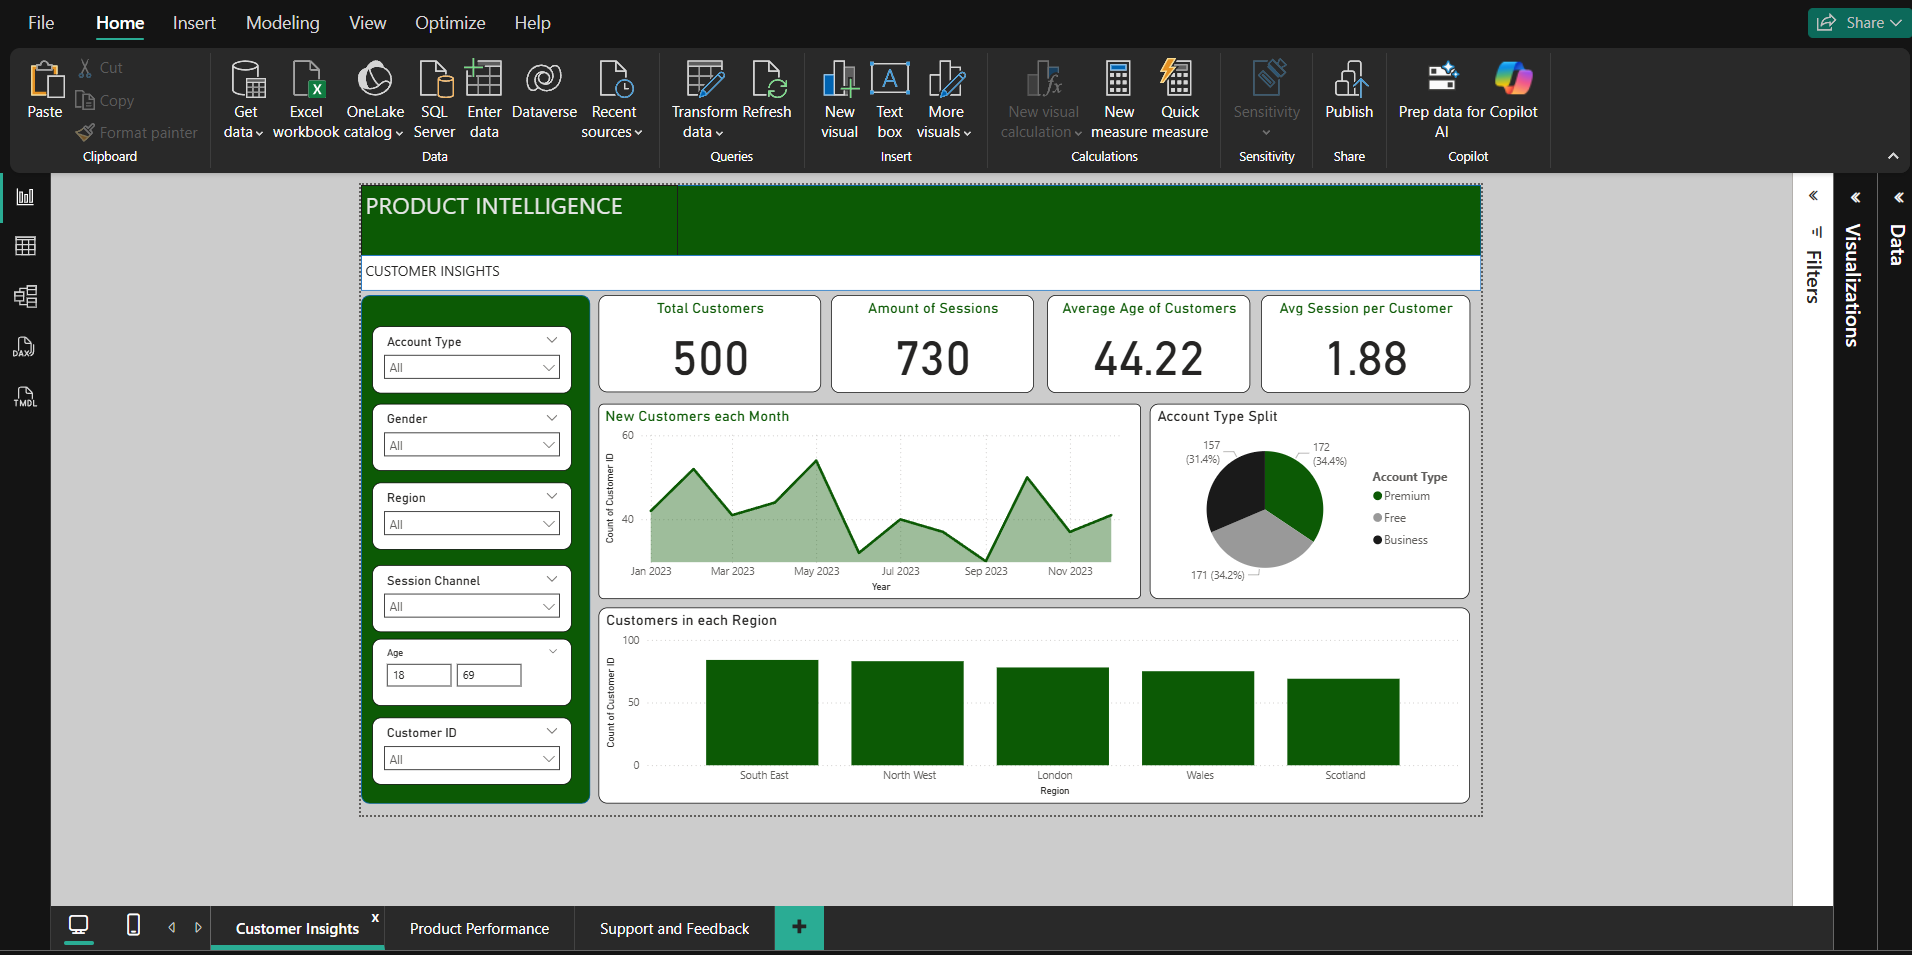 File Home Insert Modeling View Optimize Help Share
Paste
Cut
Copy
Format painter
Clipboard
Get data
Excel workbook
OneLake catalog
SQL Server
Enter data
Dataverse
Recent sources
Data
Transform data
Refresh
Queries
New visual
Text box
More visuals
Insert
New visual calculation
New measure
Quick measure
Calculations
Sensitivity
Sensitivity
Publish
Share
Prep data for AI
Copilot
Copilot
DAX
TMDL
PRODUCT INTELLIGENCE
CUSTOMER INSIGHTS
Account Type
All
Gender
All
Region
All
Session Channel
All
Age
18 69
Customer ID
All
Total Customers
500
Amount of Sessions
730
Average Age of Customers
44.22
Avg Session per Customer
1.88
New Customers each Month
Count of Customer ID
60
40
Jan 2023 Mar 2023 May 2023 Jul 2023 Sep 2023 Nov 2023
Year
Account Type Split
157
(31.4%)
172
(34.4%)
171 (34.2%)
Account Type
Premium
Free
Business
Customers in each Region
Count of Customer ID
100
50
0
South East North West London Wales Scotland
Region
Filters
Visualizations
Data
Customer Insights x Product Performance Support and Feedback +